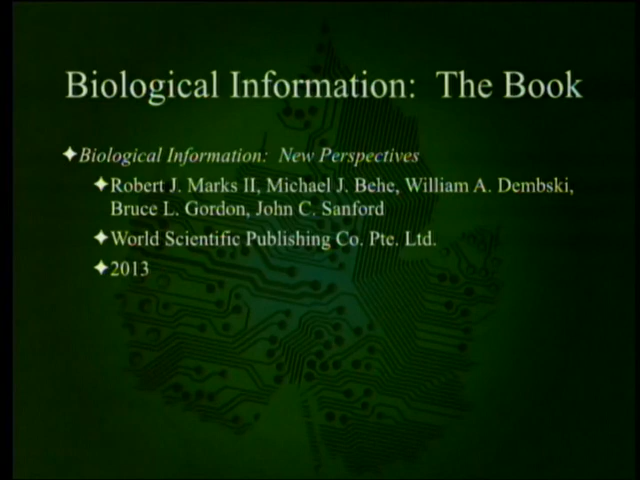 Biological Information: The Book
Biological Information: New Perspectives
Robert J. Marks II, Michael J. Behe, William A. Dembski,
Bruce L. Gordon, John C. Sanford
World Scientific Publishing Co. Pte. Ltd.
2013